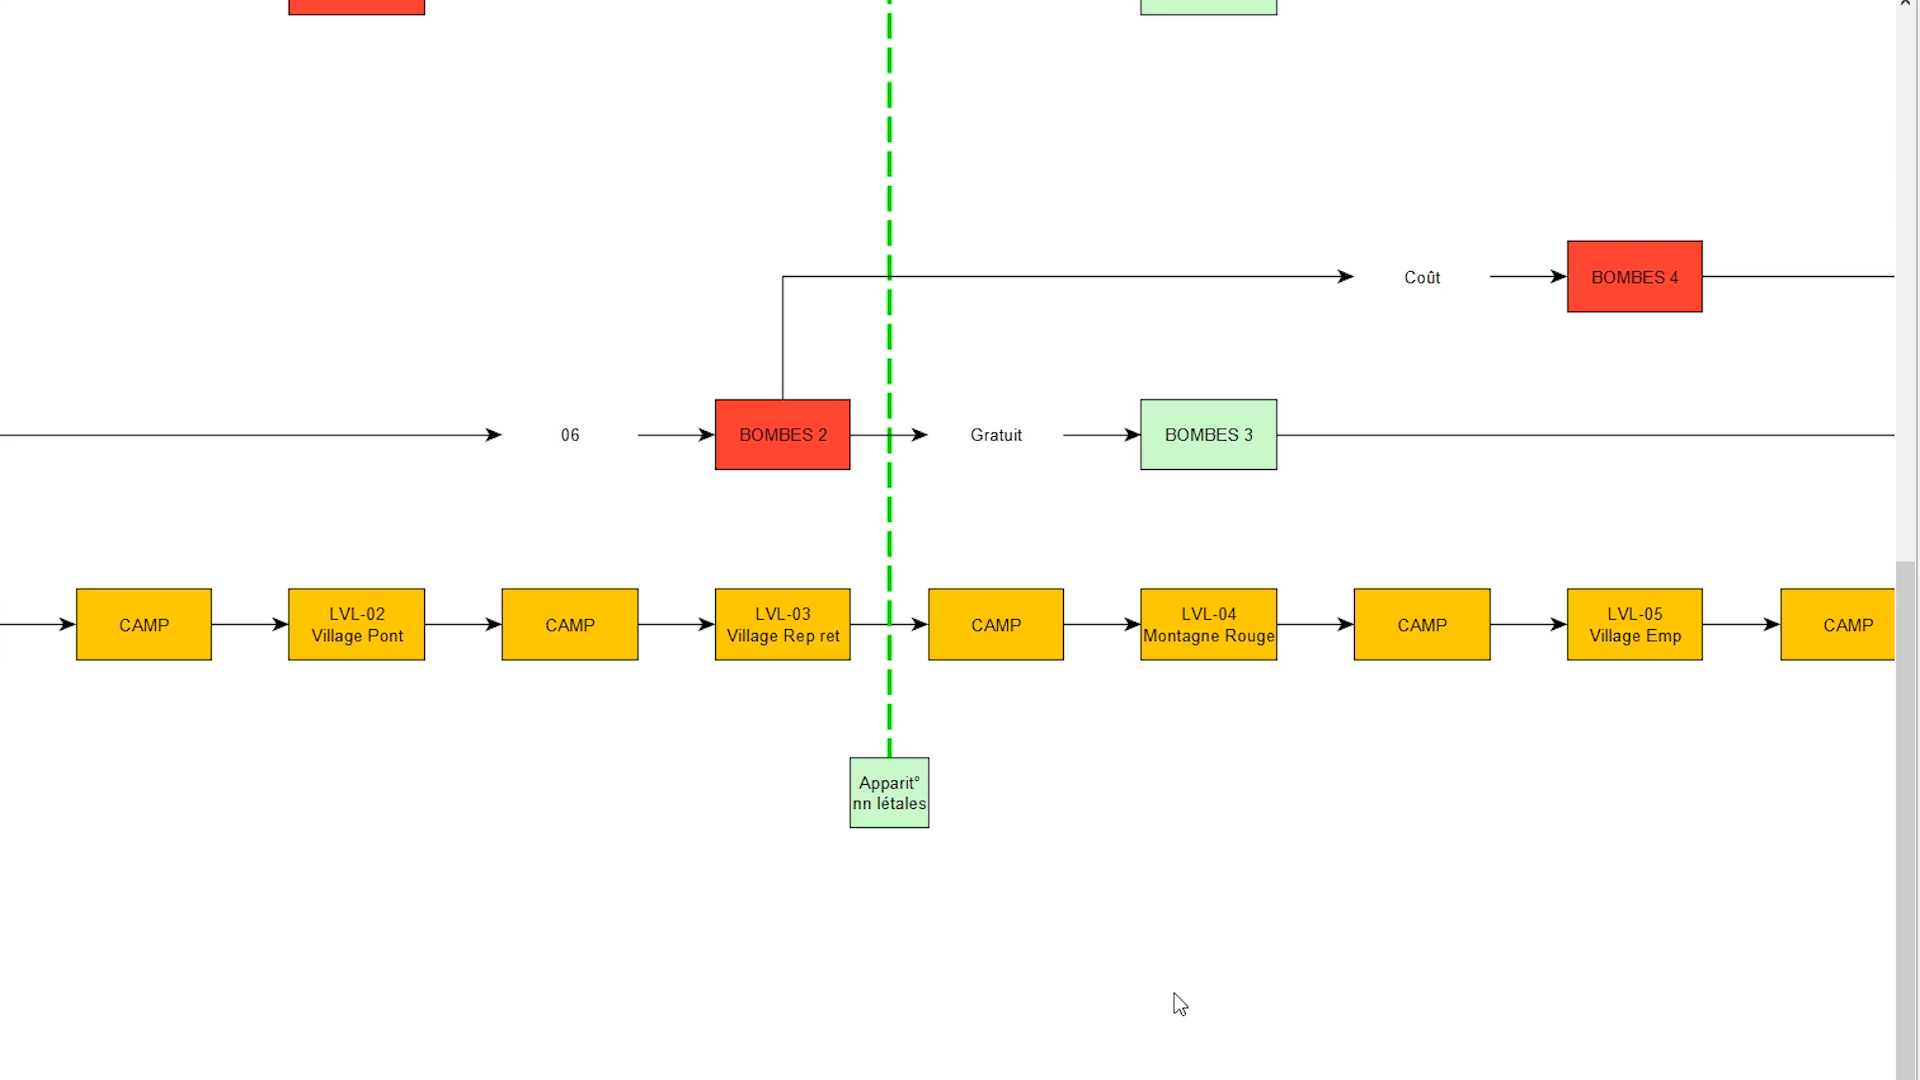 Coût
BOMBES 4
06
BOMBES 2
Gratuit
BOMBES 3
CAMP
LVL-02
Village Pont
CAMP
LVL-03
Village Rep ret
CAMP
LVL-04
Montagne Rouge
CAMP
LVL-05
Village Emp
CAMP
Apparit°
nn létales